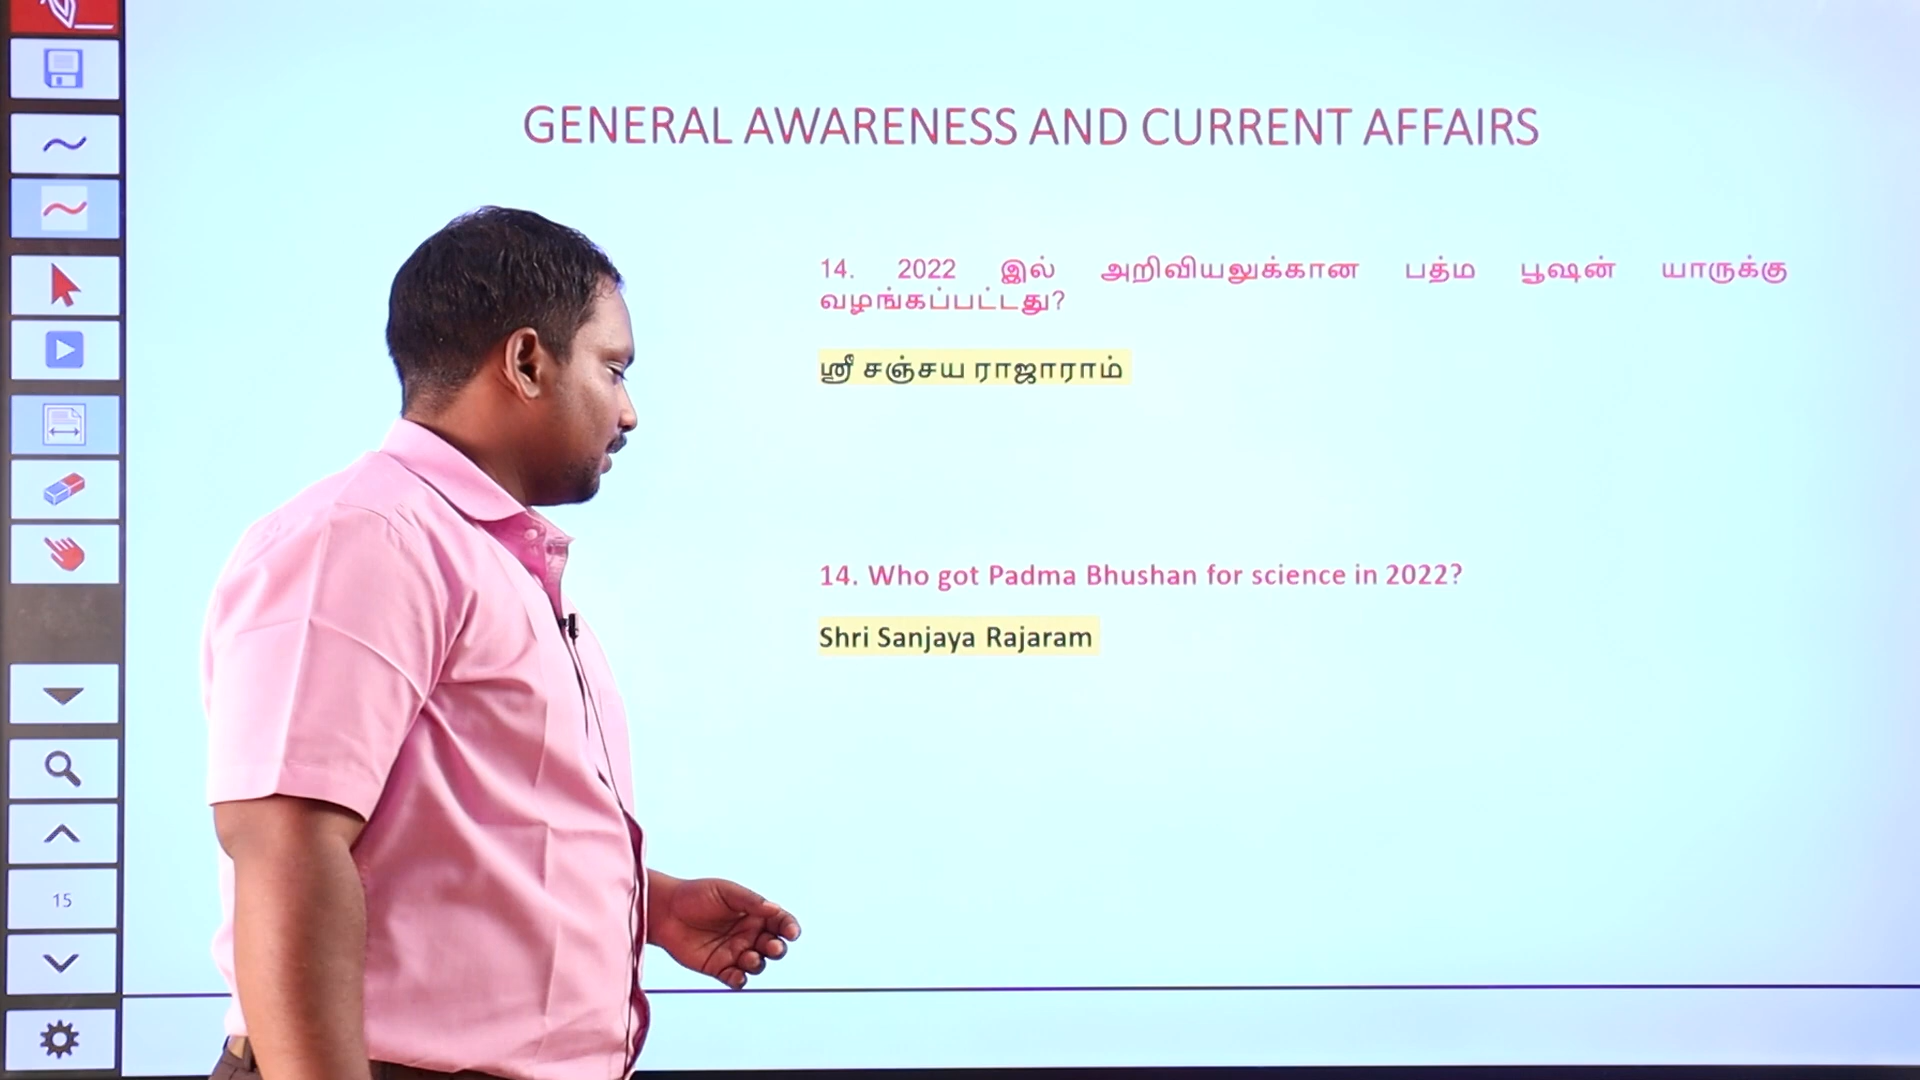 GENERAL AWARENESS AND CURRENT AFFAIRS
14. 2022 இல் அறிவியலுக்கான பத்ம பூஷன் யாருக்கு
வழங்கப்பட்டது?
ஸ்ரீ சஞ்சய ராஜாராம்
14. Who got Padma Bhushan for science in 2022?
Shri Sanjaya Rajaram
15